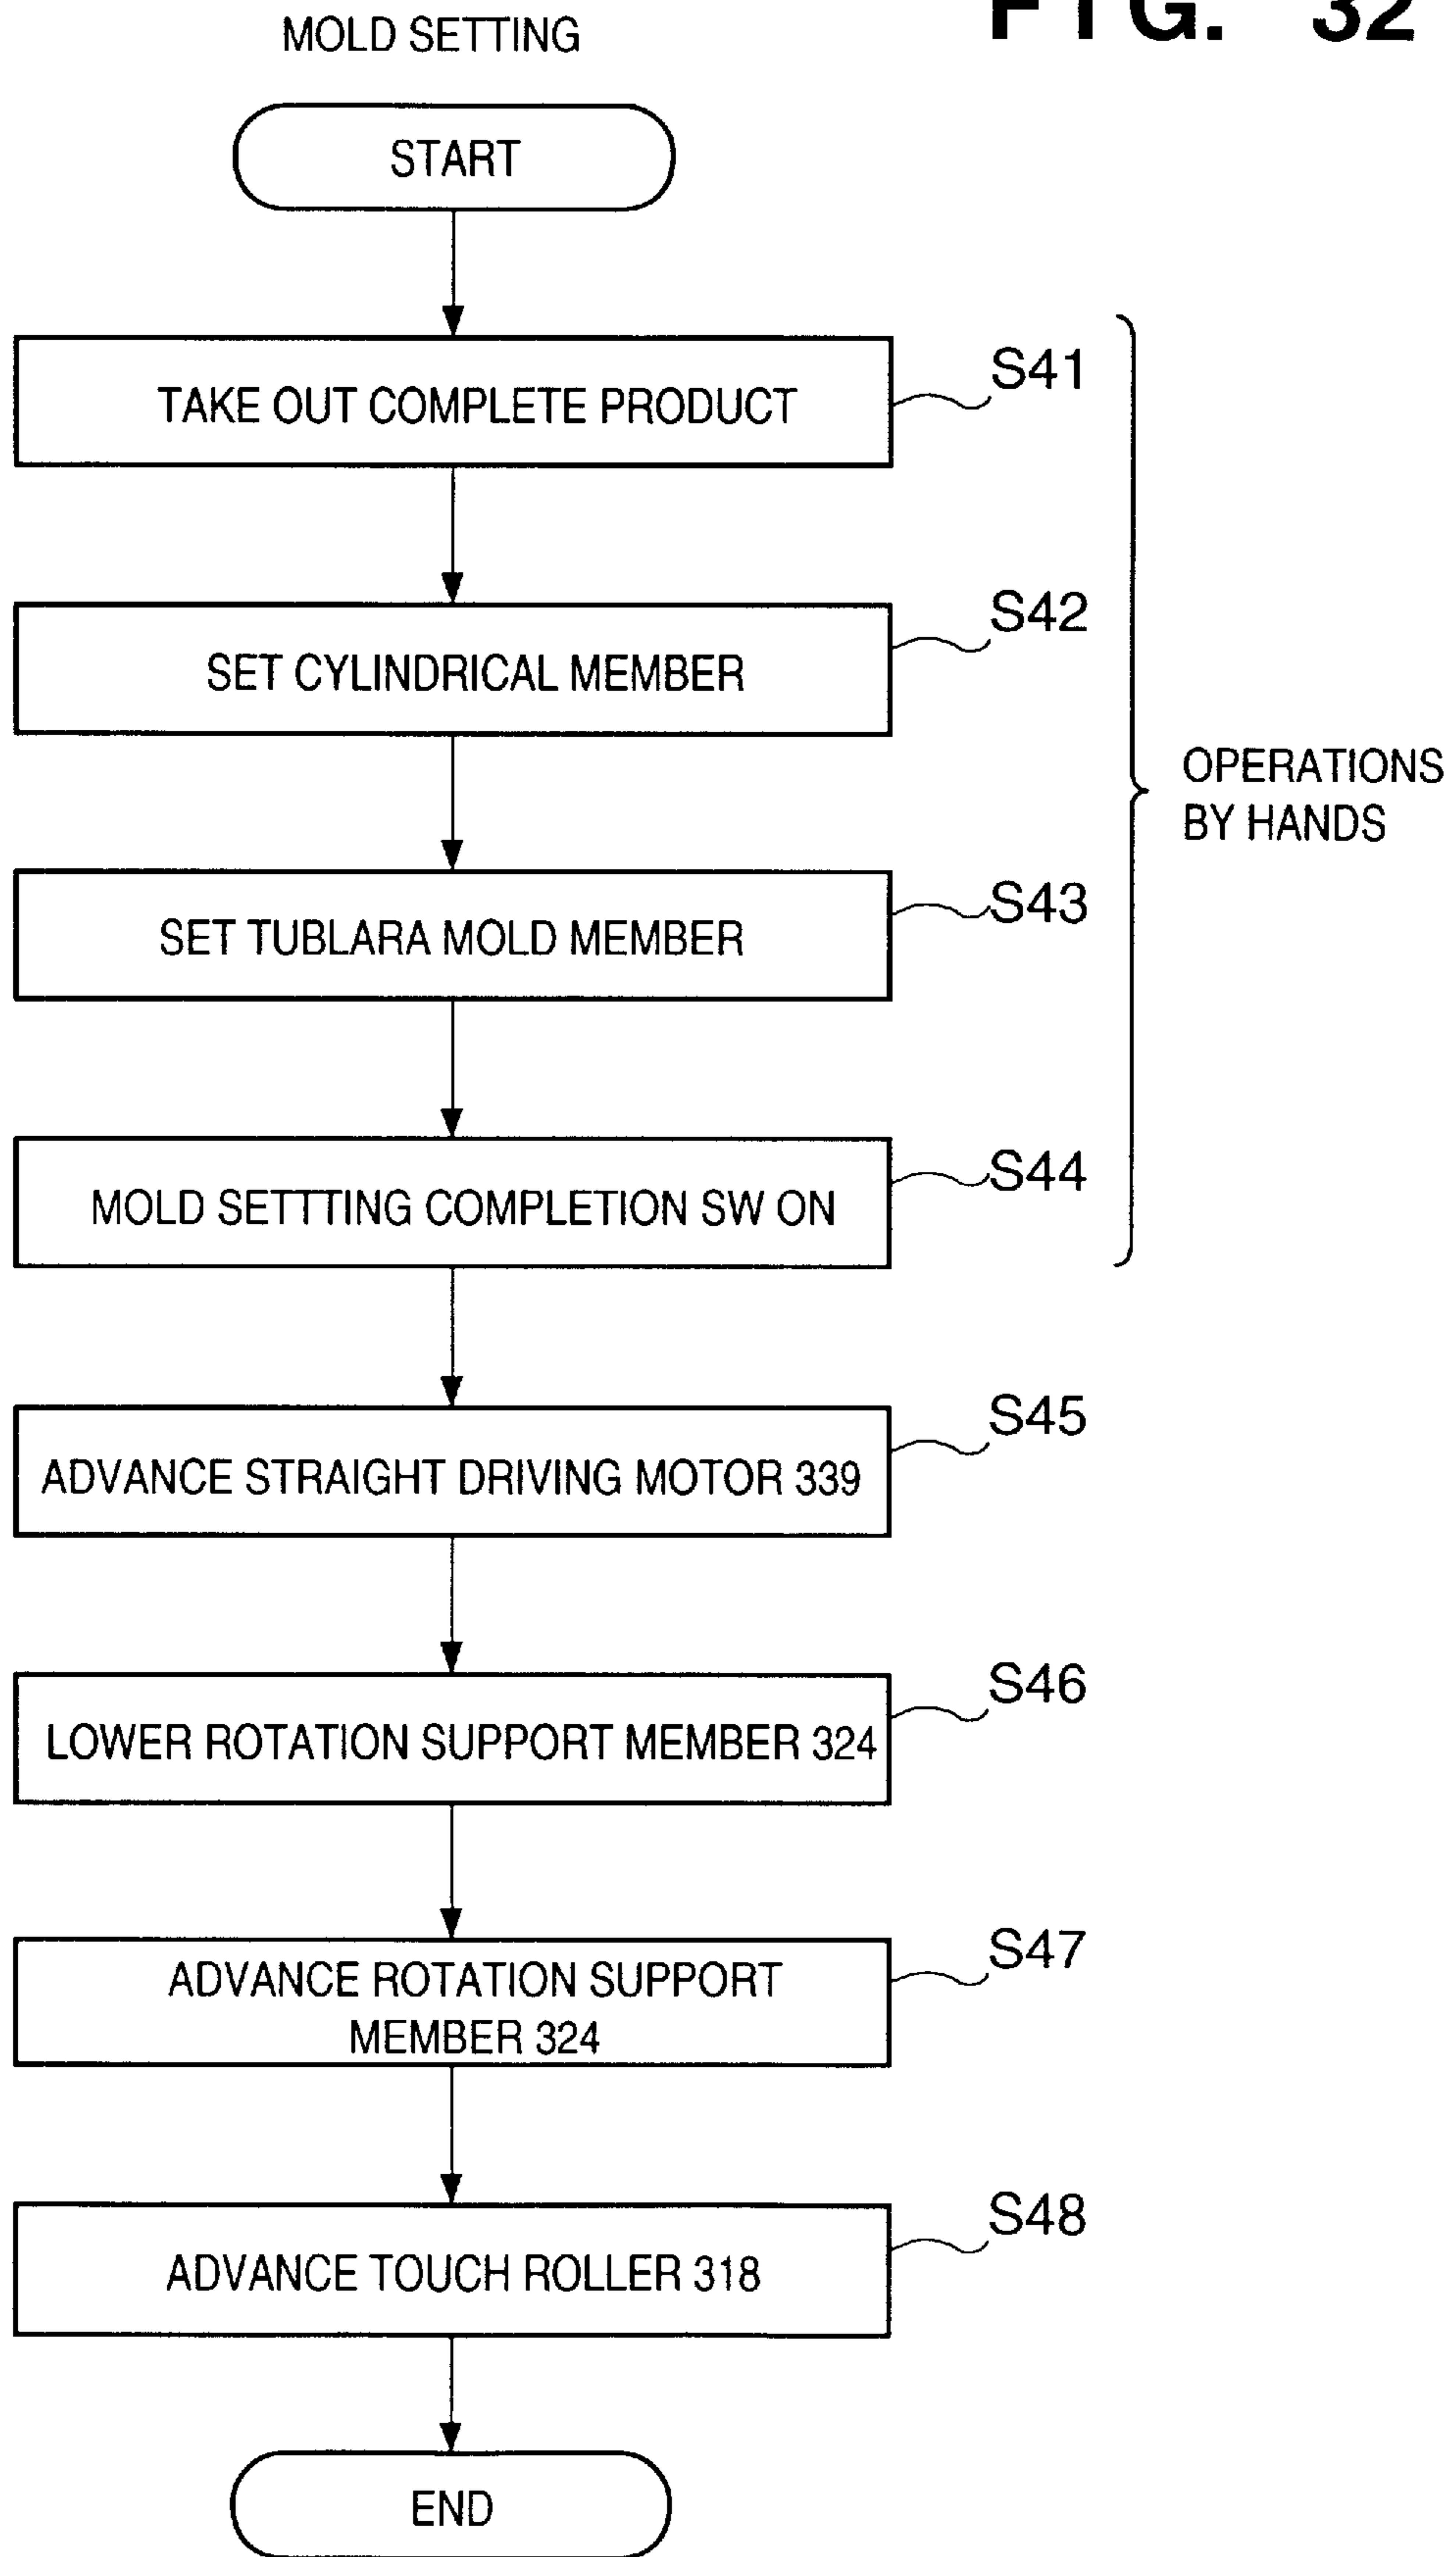 FIG. 32
MOLD SETTING
START
TAKE OUT COMPLETE PRODUCT
S41
SET CYLINDRICAL MEMBER
S42
OPERATIONS
BY HANDS
SET TUBLARA MOLD MEMBER
S43
MOLD SETTTING COMPLETION SW ON
S44
ADVANCE STRAIGHT DRIVING MOTOR 339
S45
LOWER ROTATION SUPPORT MEMBER 324
S46
ADVANCE ROTATION SUPPORT
MEMBER 324
S47
ADVANCE TOUCH ROLLER 318
S48
END